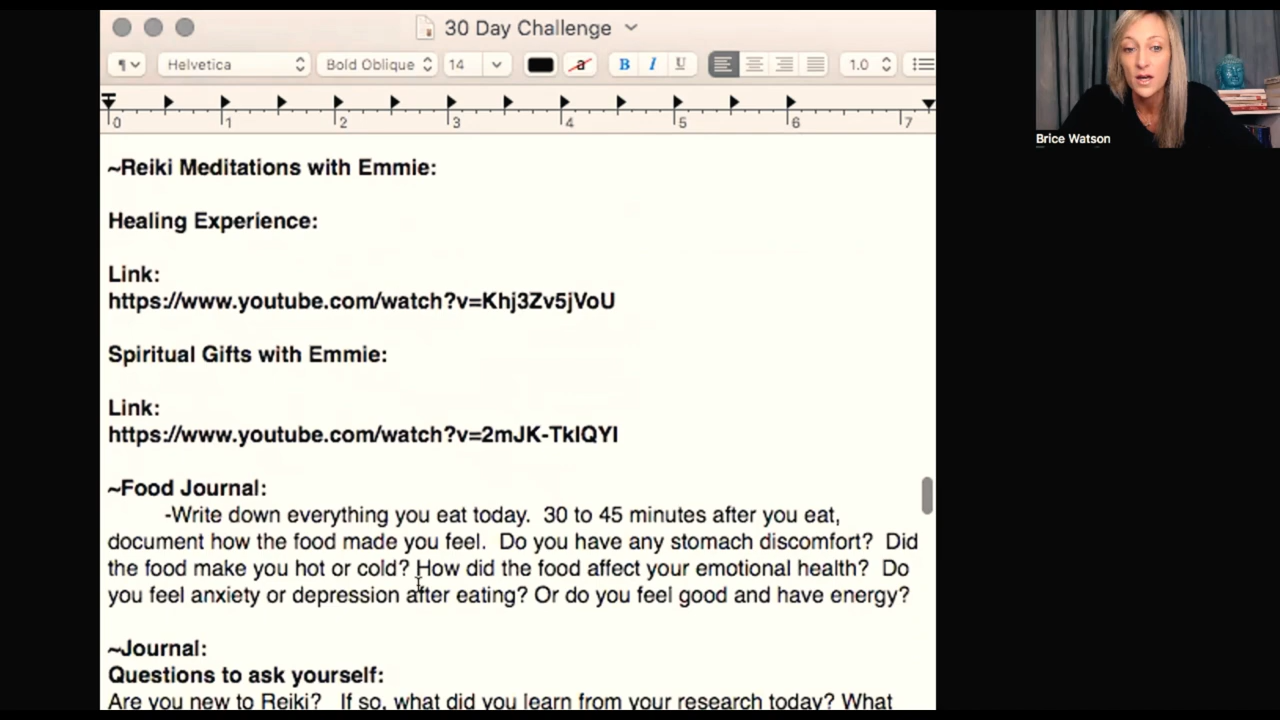 30 Day Challenge
¶ Helvetica Bold Oblique 14 a B I U 1.0
0 1 2 3 4 5 6 7
~Reiki Meditations with Emmie:
Healing Experience:
Link:
https://www.youtube.com/watch?v=Khj3Zv5jVoU
Spiritual Gifts with Emmie:
Link:
https://www.youtube.com/watch?v=2mJK-TklQYI
~Food Journal:
-Write down everything you eat today. 30 to 45 minutes after you eat,
document how the food made you feel. Do you have any stomach discomfort? Did
the food make you hot or cold? How did the food affect your emotional health? Do
you feel anxiety or depression after eating? Or do you feel good and have energy?
~Journal:
Questions to ask yourself:
Are you new to Reiki? If so, what did you learn from your research today? What
Brice Watson